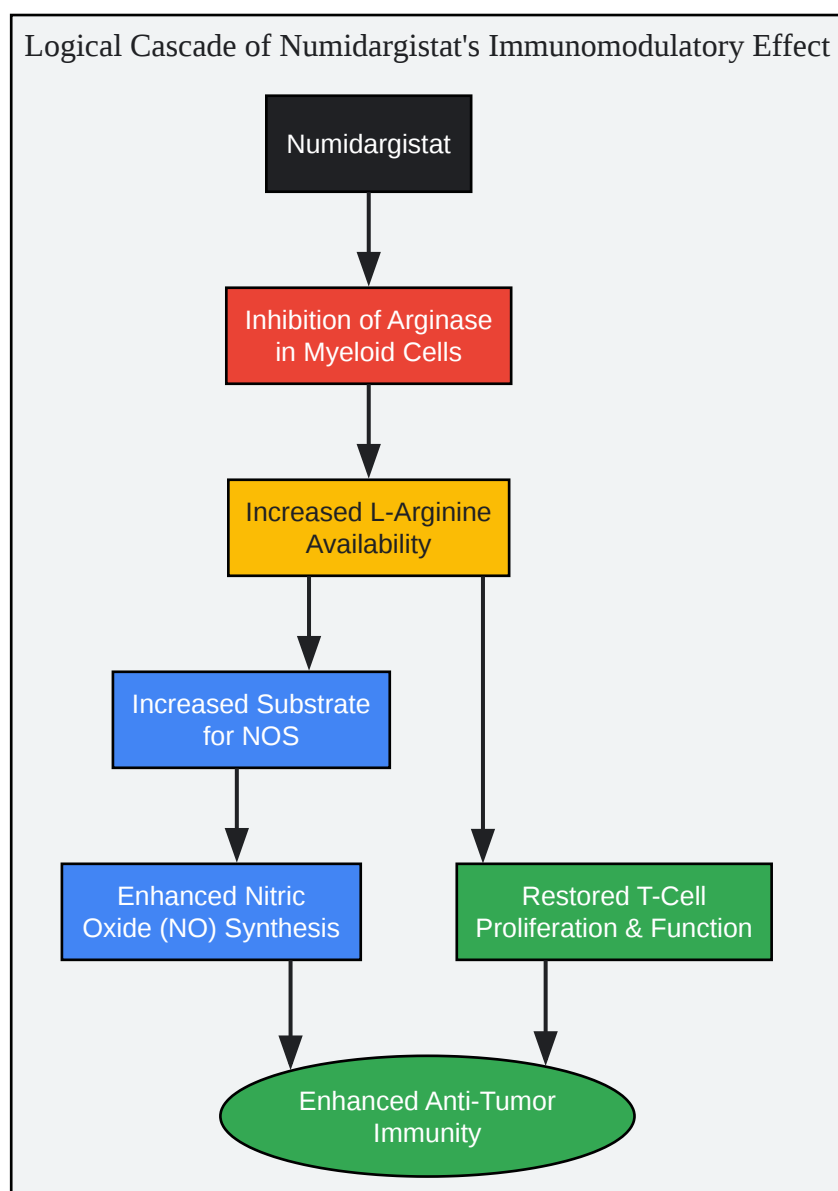 Logical Cascade of Numidargistat's Immunomodulatory Effect
Numidargistat
Inhibition of Arginase
in Myeloid Cells
Increased L-Arginine
Availability
Increased Substrate
for NOS
Enhanced Nitric
Oxide (NO) Synthesis
Restored T-Cell
Proliferation & Function
Enhanced Anti-Tumor
Immunity